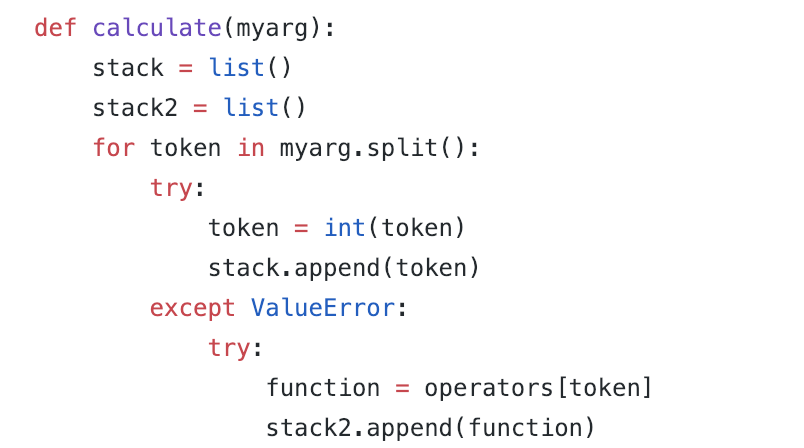 def calculate(myarg):
    stack = list()
    stack2 = list()
    for token in myarg.split():
        try:
            token = int(token)
            stack.append(token)
        except ValueError:
            try:
                function = operators[token]
                stack2.append(function)